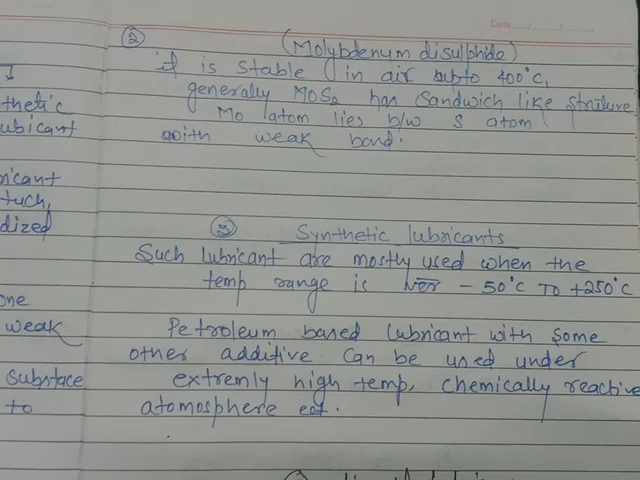 Date
②
(Molybdenum disulphide)
it is stable in air upto 400°C,
generally MoS2 has Sandwich like struture
Mo atom lies b/w S atom
with weak bond.
③ Synthetic lubricants
Such lubricant are mostly used when the
temp range is - 50°C To +250°C
Petroleum based lubricant with some
other additive can be used under
extremly high temp, chemically reactive
atomosphere ect.
thetic
ubicant
ricant
tuch,
dized
one
weak
substace
to